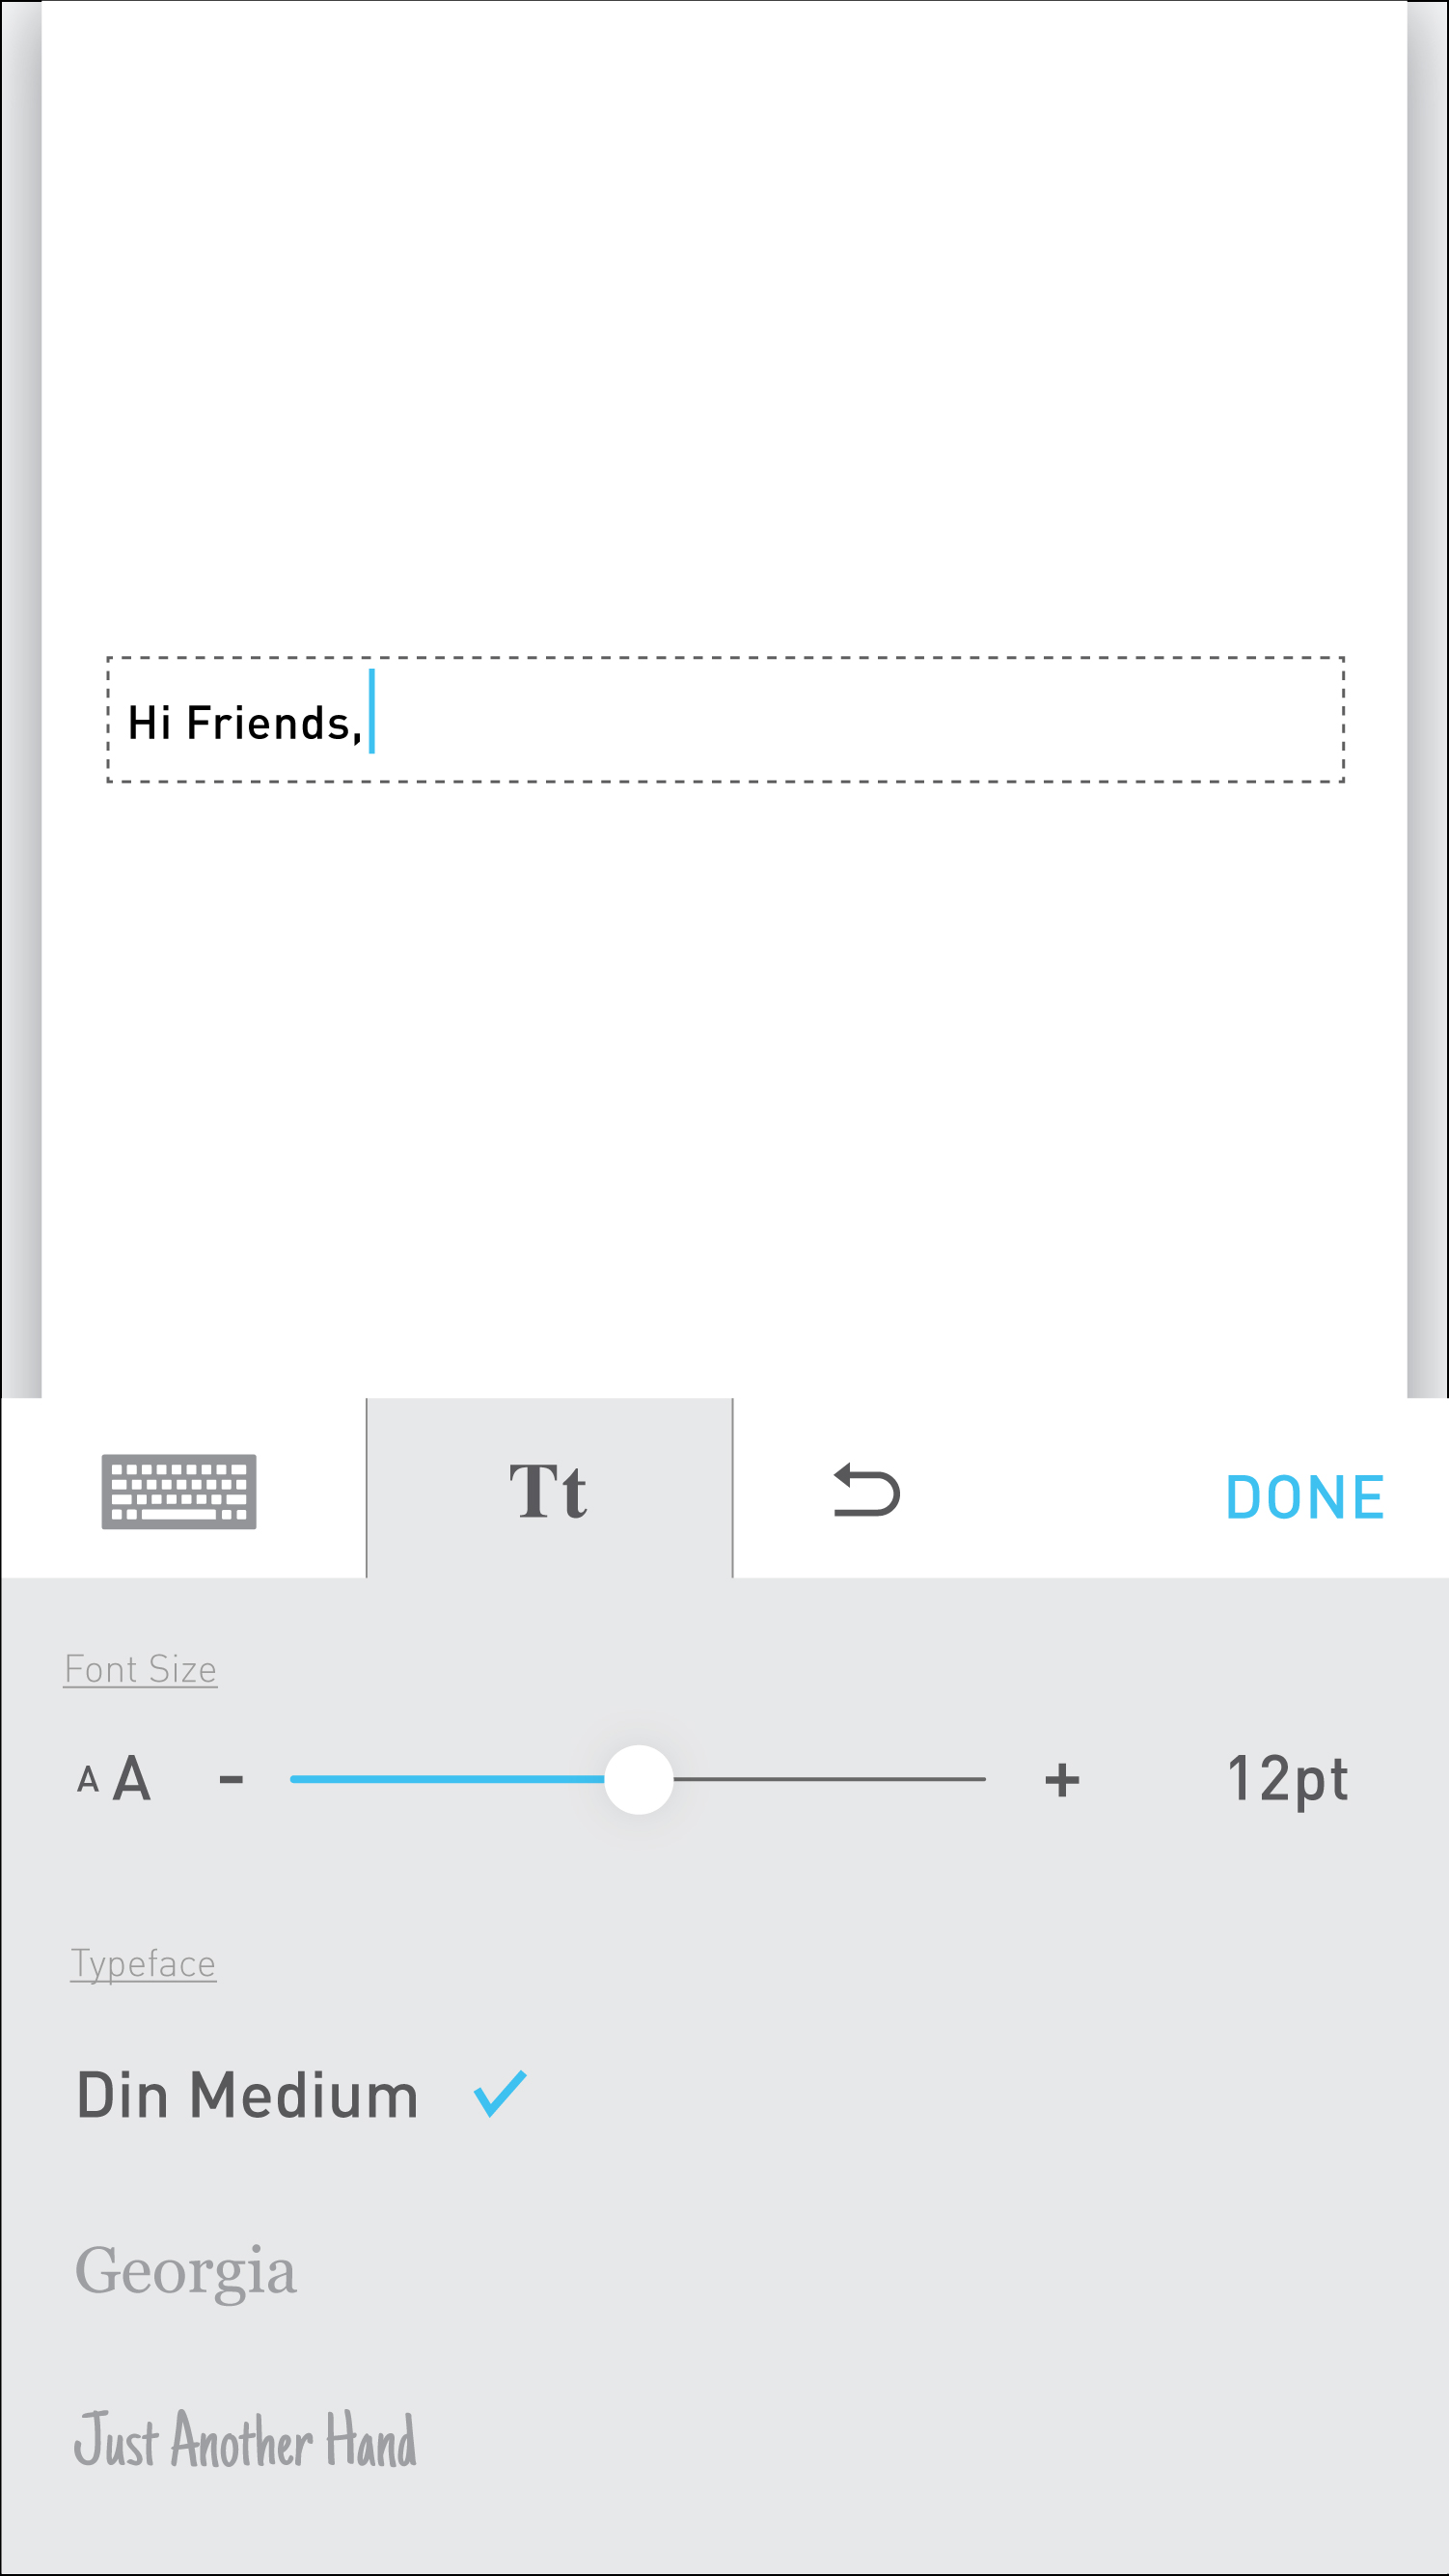 Hi Friends,
Tt DONE
Font Size
A A - + 12pt
Typeface
Din Medium
Georgia
Just Another Hand